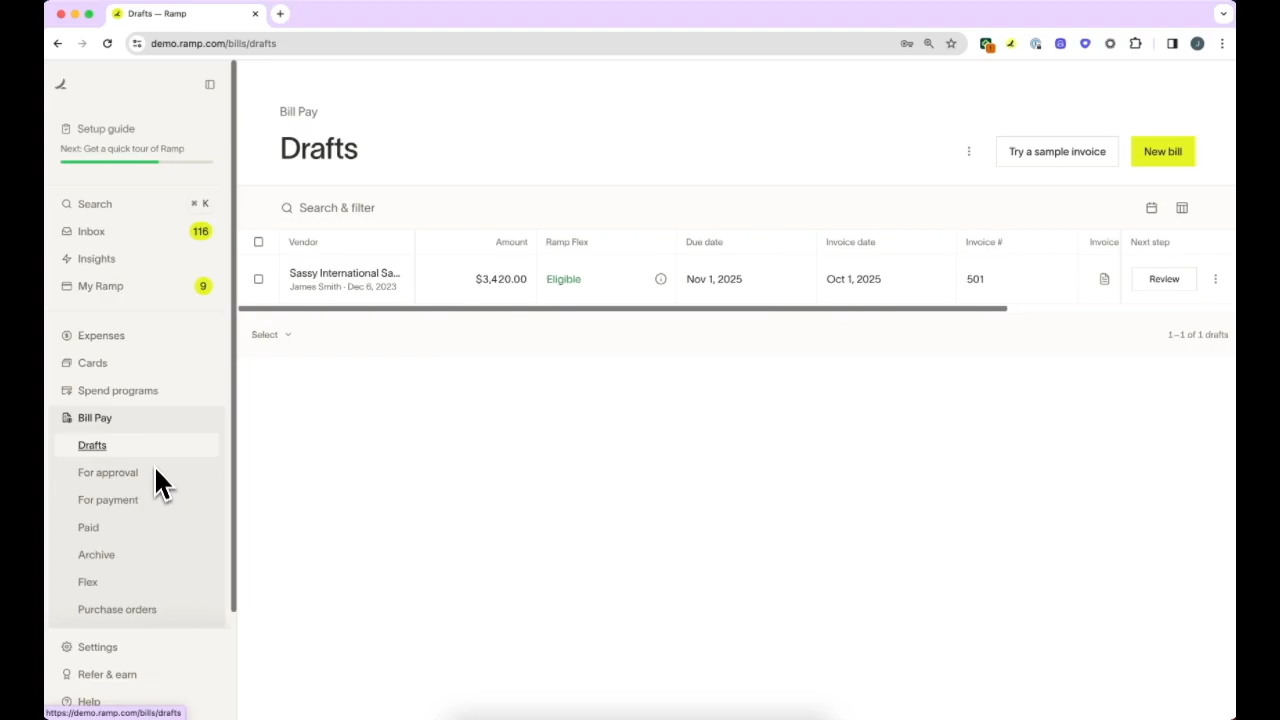 Drafts — Ramp
demo.ramp.com/bills/drafts
Setup guide
Next: Get a quick tour of Ramp
Search
⌘ K
Inbox
116
Insights
My Ramp
9
Expenses
Cards
Spend programs
Bill Pay
Drafts
For approval
For payment
Paid
Archive
Flex
Purchase orders
Settings
Refer & earn
Help
https://demo.ramp.com/bills/drafts
Bill Pay
Drafts
Try a sample invoice
New bill
Search & filter
Vendor Amount Ramp Flex Due date Invoice date Invoice # Invoice Next step
Sassy International Sa... $3,420.00 Eligible Nov 1, 2025 Oct 1, 2025 501 Review
James Smith · Dec 6, 2023
Select
1–1 of 1 drafts